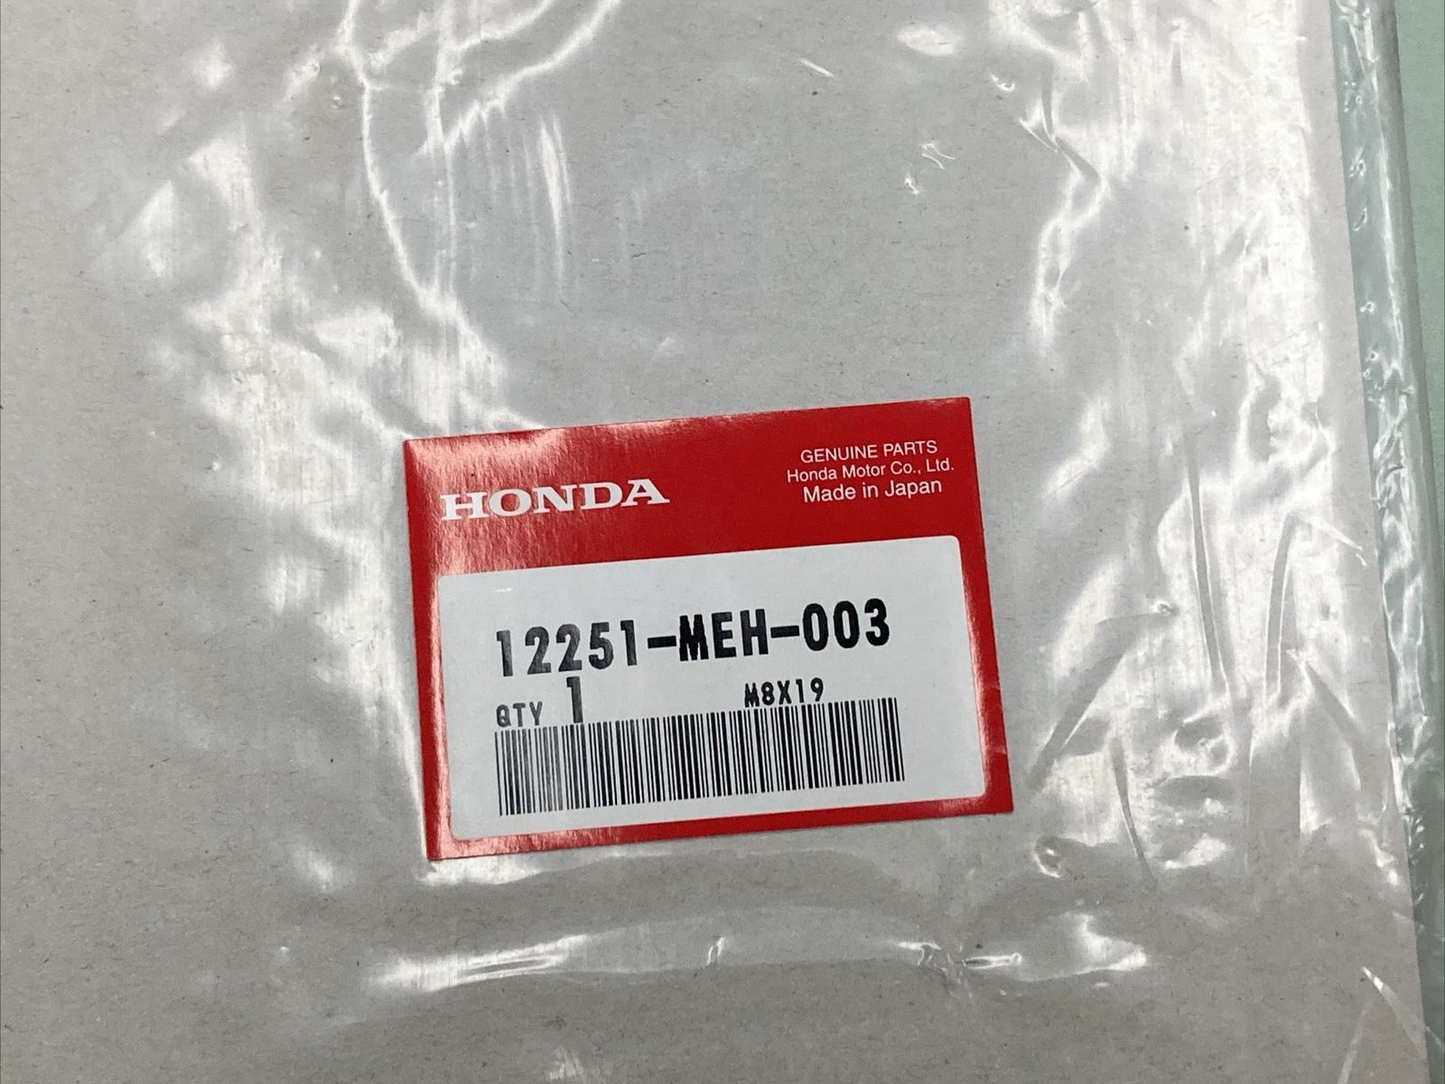 HONDA
GENUINE PARTS
Honda Motor Co., Ltd.
Made in Japan
12251-MEH-003
QTY 1 M8X19